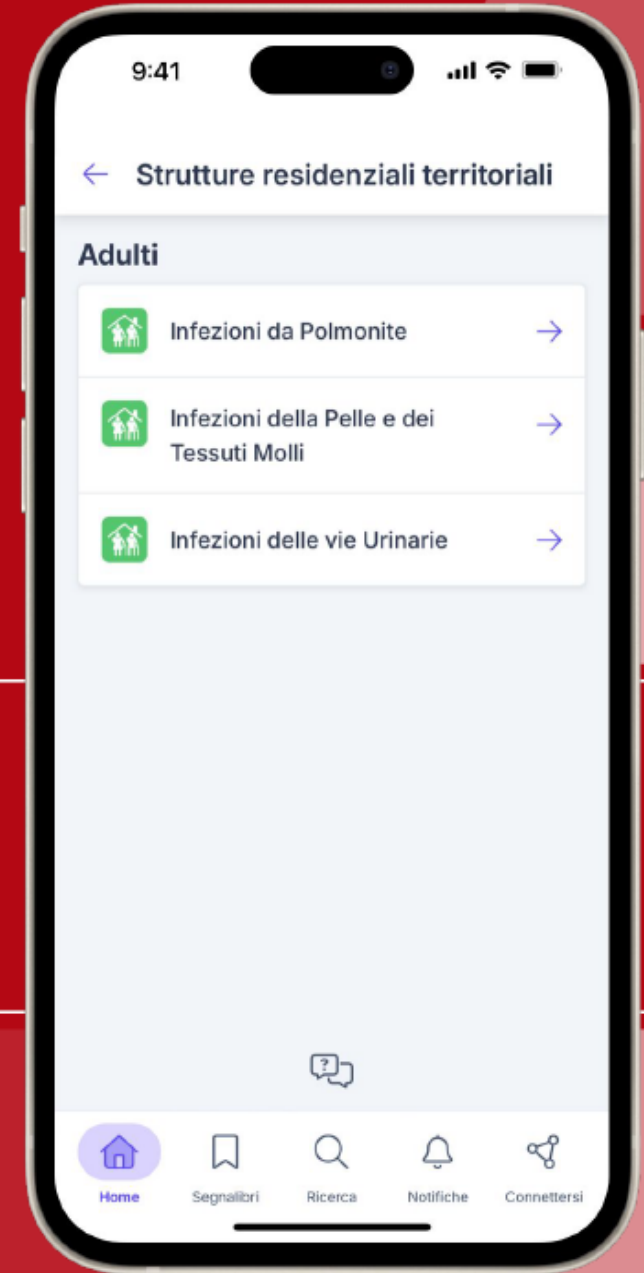 9:41
Strutture residenziali territoriali
Adulti
Infezioni da Polmonite
Infezioni della Pelle e dei
Tessuti Molli
Infezioni delle vie Urinarie
?
Home Segnalibri Ricerca Notifiche Connettersi